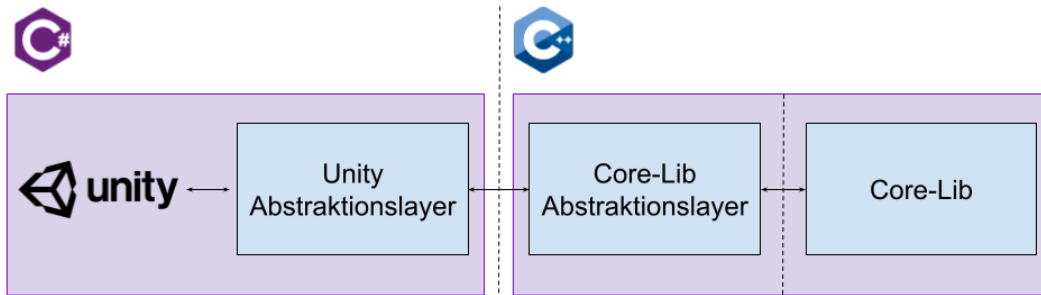 C#
C++
unity
Unity
Abstraktionslayer
Core-Lib
Abstraktionslayer
Core-Lib